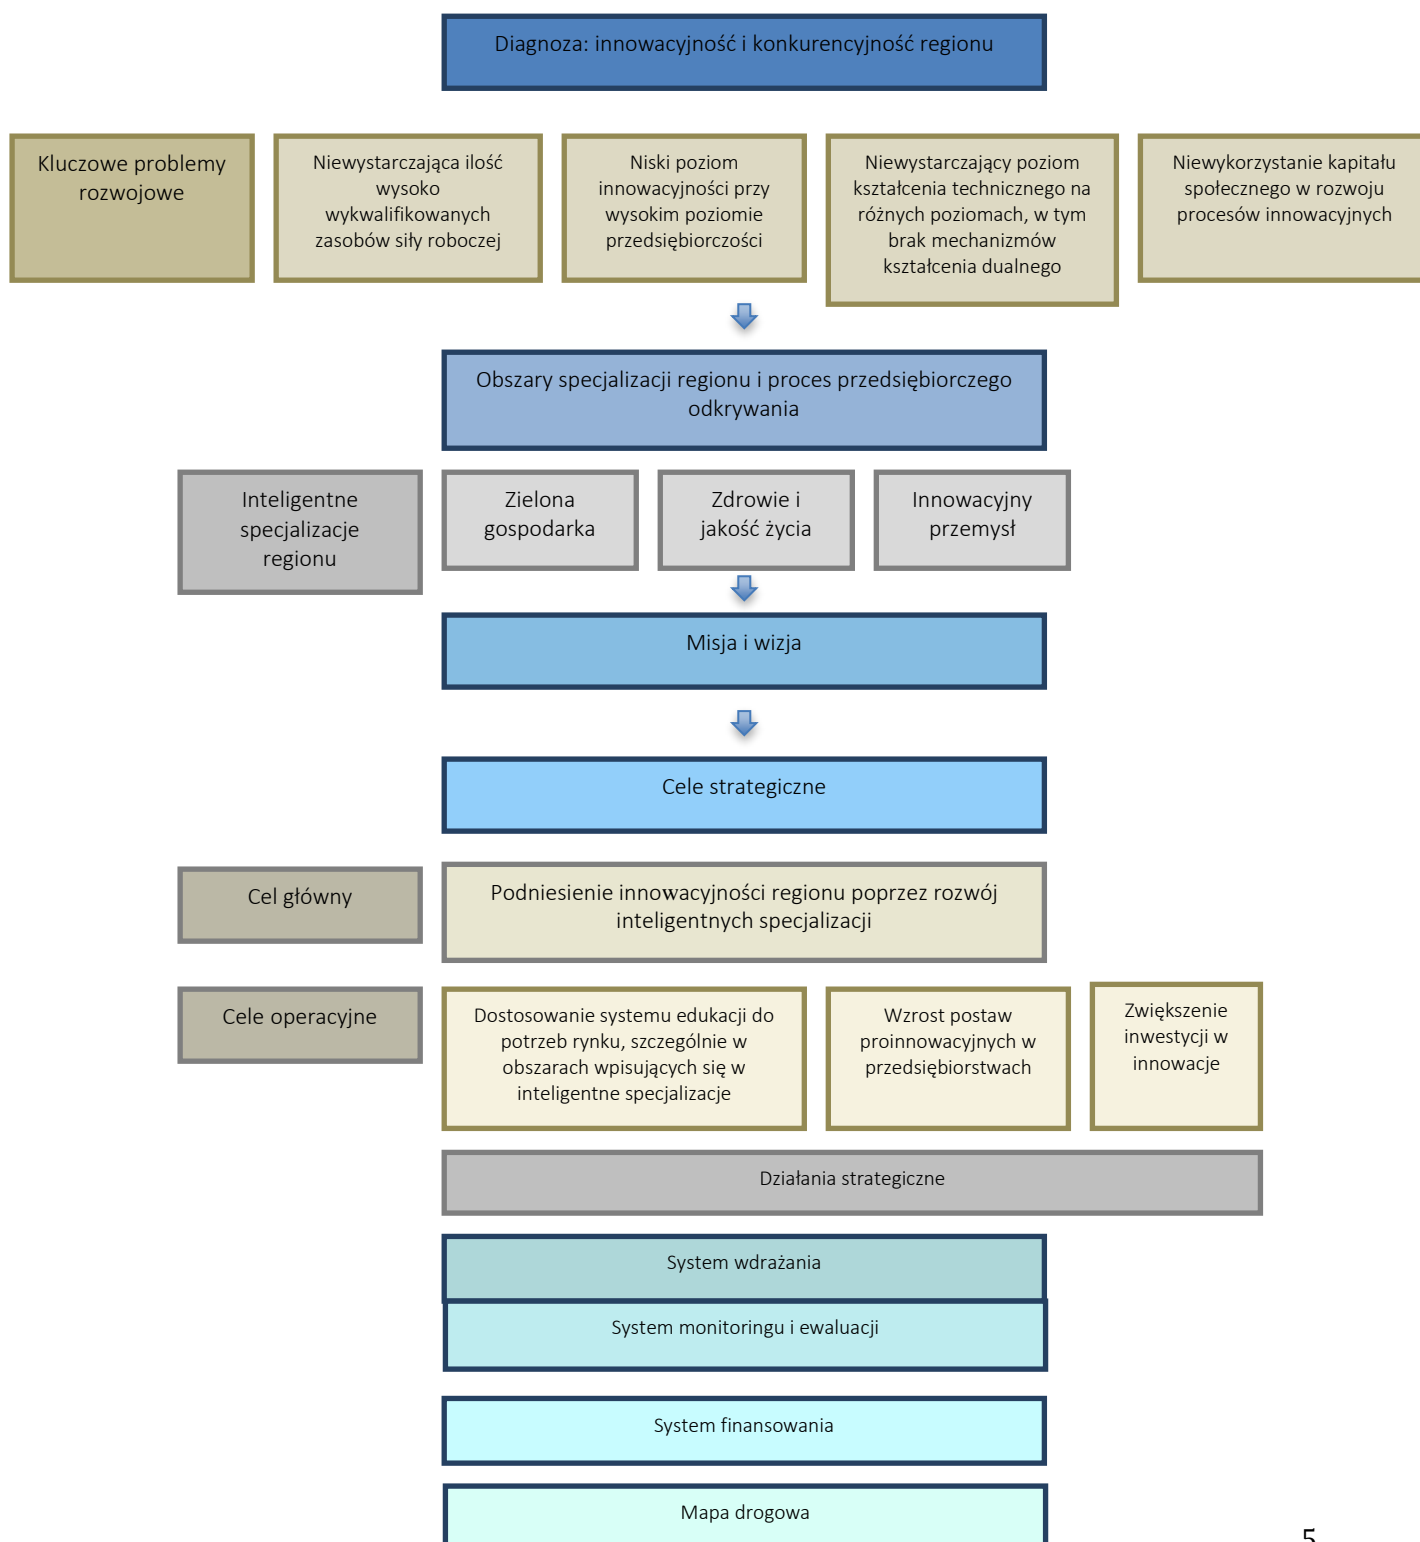 Diagnoza: innowacyjność i konkurencyjność regionu
Kluczowe problemy
rozwojowe
Niewystarczająca ilość
wysoko
wykwalifikowanych
zasobów siły roboczej
Niski poziom
innowacyjności przy
wysokim poziomie
przedsiębiorczości
Niewystarczający poziom
kształcenia technicznego na
różnych poziomach, w tym
brak mechanizmów
kształcenia dualnego
Niewykorzystanie kapitału
społecznego w rozwoju
procesów innowacyjnych
Obszary specjalizacji regionu i proces przedsiębiorczego
odkrywania
Inteligentne
specjalizacje
regionu
Zielona
gospodarka
Zdrowie i
jakość życia
Innowacyjny
przemysł
Misja i wizja
Cele strategiczne
Cel główny
Podniesienie innowacyjności regionu poprzez rozwój
inteligentnych specjalizacji
Cele operacyjne
Dostosowanie systemu edukacji do
potrzeb rynku, szczególnie w
obszarach wpisujących się w
inteligentne specjalizacje
Wzrost postaw
proinnowacyjnych w
przedsiębiorstwach
Zwiększenie
inwestycji w
innowacje
Działania strategiczne
System wdrażania
System monitoringu i ewaluacji
System finansowania
Mapa drogowa
5